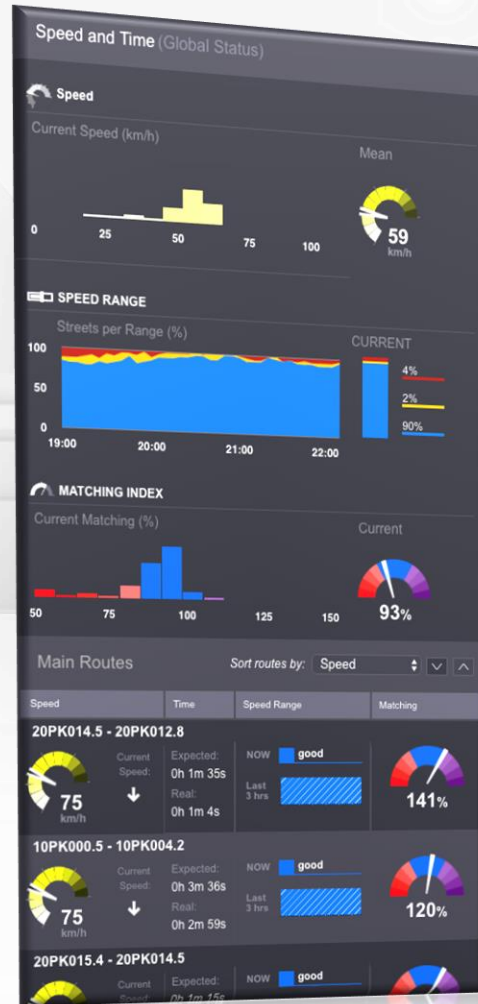 Speed and Time (Global Status)
Speed
Current Speed (km/h)
Mean
0 25 50 75 100
59
km/h
SPEED RANGE
Streets per Range (%)
CURRENT
100
50
0
4%
2%
90%
19:00 20:00 21:00 22:00
MATCHING INDEX
Current Matching (%)
Current
50 75 100 125 150
93%
Main Routes
Sort routes by: Speed
Speed Time Speed Range Matching
20PK014.5 - 20PK012.8
75
km/h
Current
Speed:
Expected:
0h 1m 35s
Real:
0h 1m 4s
NOW good
Last
3 hrs
141%
10PK000.5 - 10PK004.2
75
km/h
Current
Speed:
Expected:
0h 3m 36s
Real:
0h 2m 59s
NOW good
Last
3 hrs
120%
20PK015.4 - 20PK014.5
Current
Speed:
Expected:
0h 1m 15s
NOW good